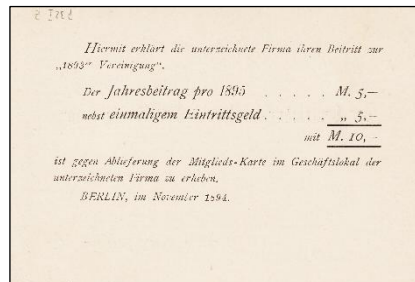 Hiermit erklärt die unterzeichnete Firma ihren Beitritt zur
„1893“ Vereinigung“.
Der Jahresbeitrag pro 1895 . . . . . M. 5,—
nebst einmaligem Eintrittsgeld . . . . . „ 5,—
mit M. 10,—
ist gegen Ablieferung der Mitglieds-Karte im Geschäftslokal der
unterzeichneten Firma zu erheben.
BERLIN, im November 1894.